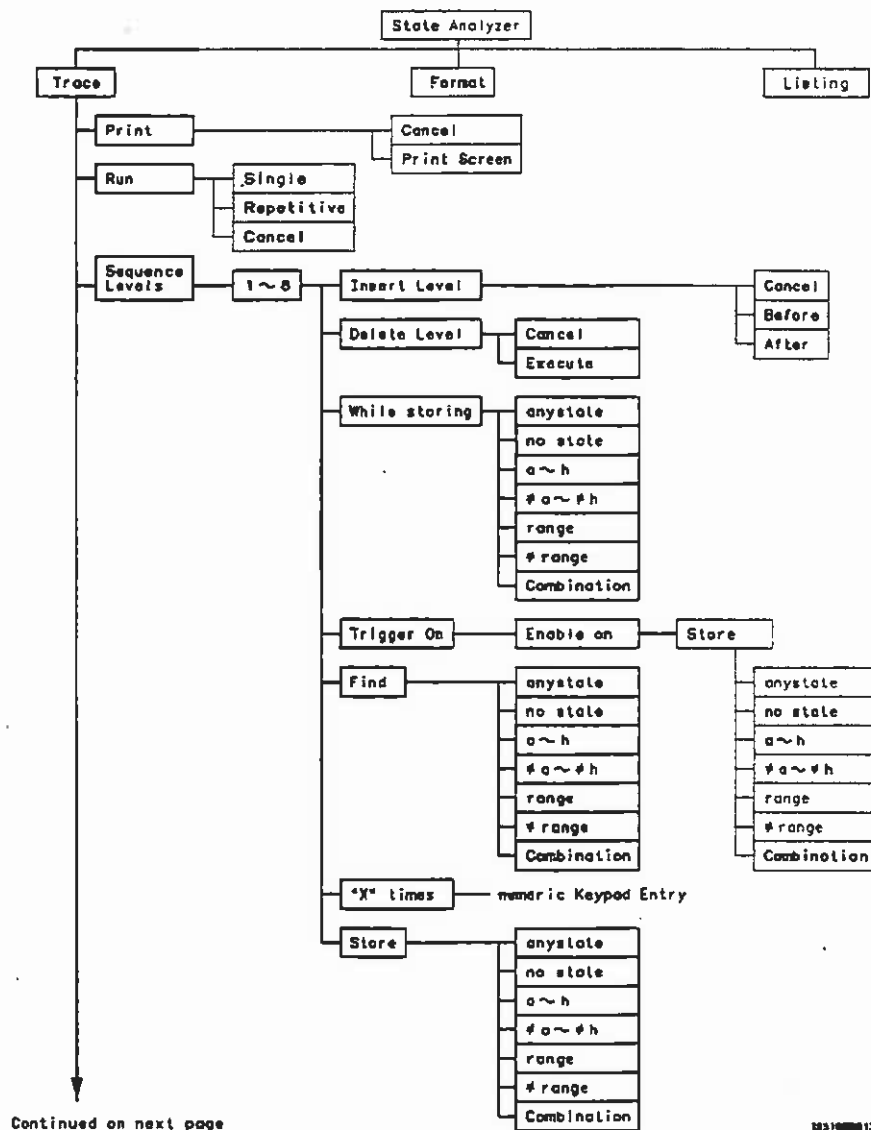 State Analyzer
Trace
Format
Listing
Print
Cancel
Print Screen
Run
Single
Repetitive
Cancel
Sequence
Levels
1~8
Insert Level
Cancel
Before
After
Delete Level
Cancel
Execute
While storing
anystate
no state
a~h
≠a~≠h
range
≠range
Combination
Trigger On
Enable on
Store
anystate
no state
a~h
≠a~≠h
range
≠range
Combination
Find
anystate
no state
a~h
≠a~≠h
range
≠range
Combination
"X" times
numeric Keypad Entry
Store
anystate
no state
a~h
≠a~≠h
range
≠range
Combination
Continued on next page